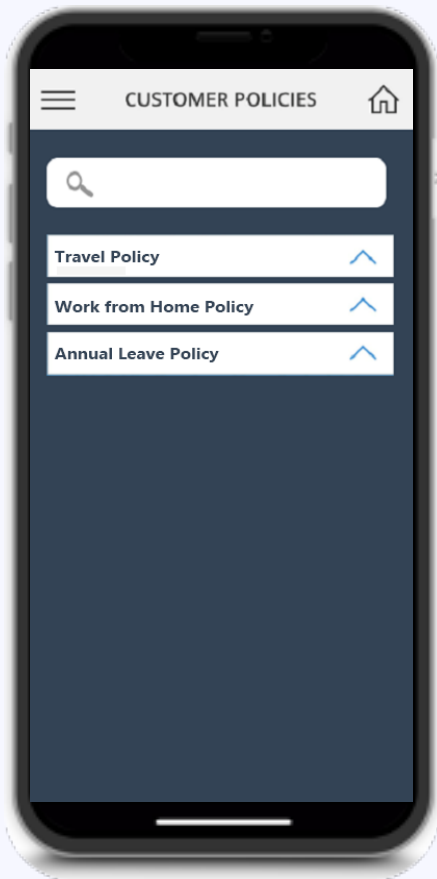 CUSTOMER POLICIES
Travel Policy
Work from Home Policy
Annual Leave Policy